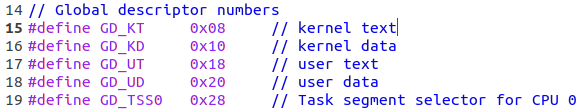 14 // Global descriptor numbers
15 #define GD_KT     0x08     // kernel text
16 #define GD_KD     0x10     // kernel data
17 #define GD_UT     0x18     // user text
18 #define GD_UD     0x20     // user data
19 #define GD_TSS0   0x28     // Task segment selector for CPU 0